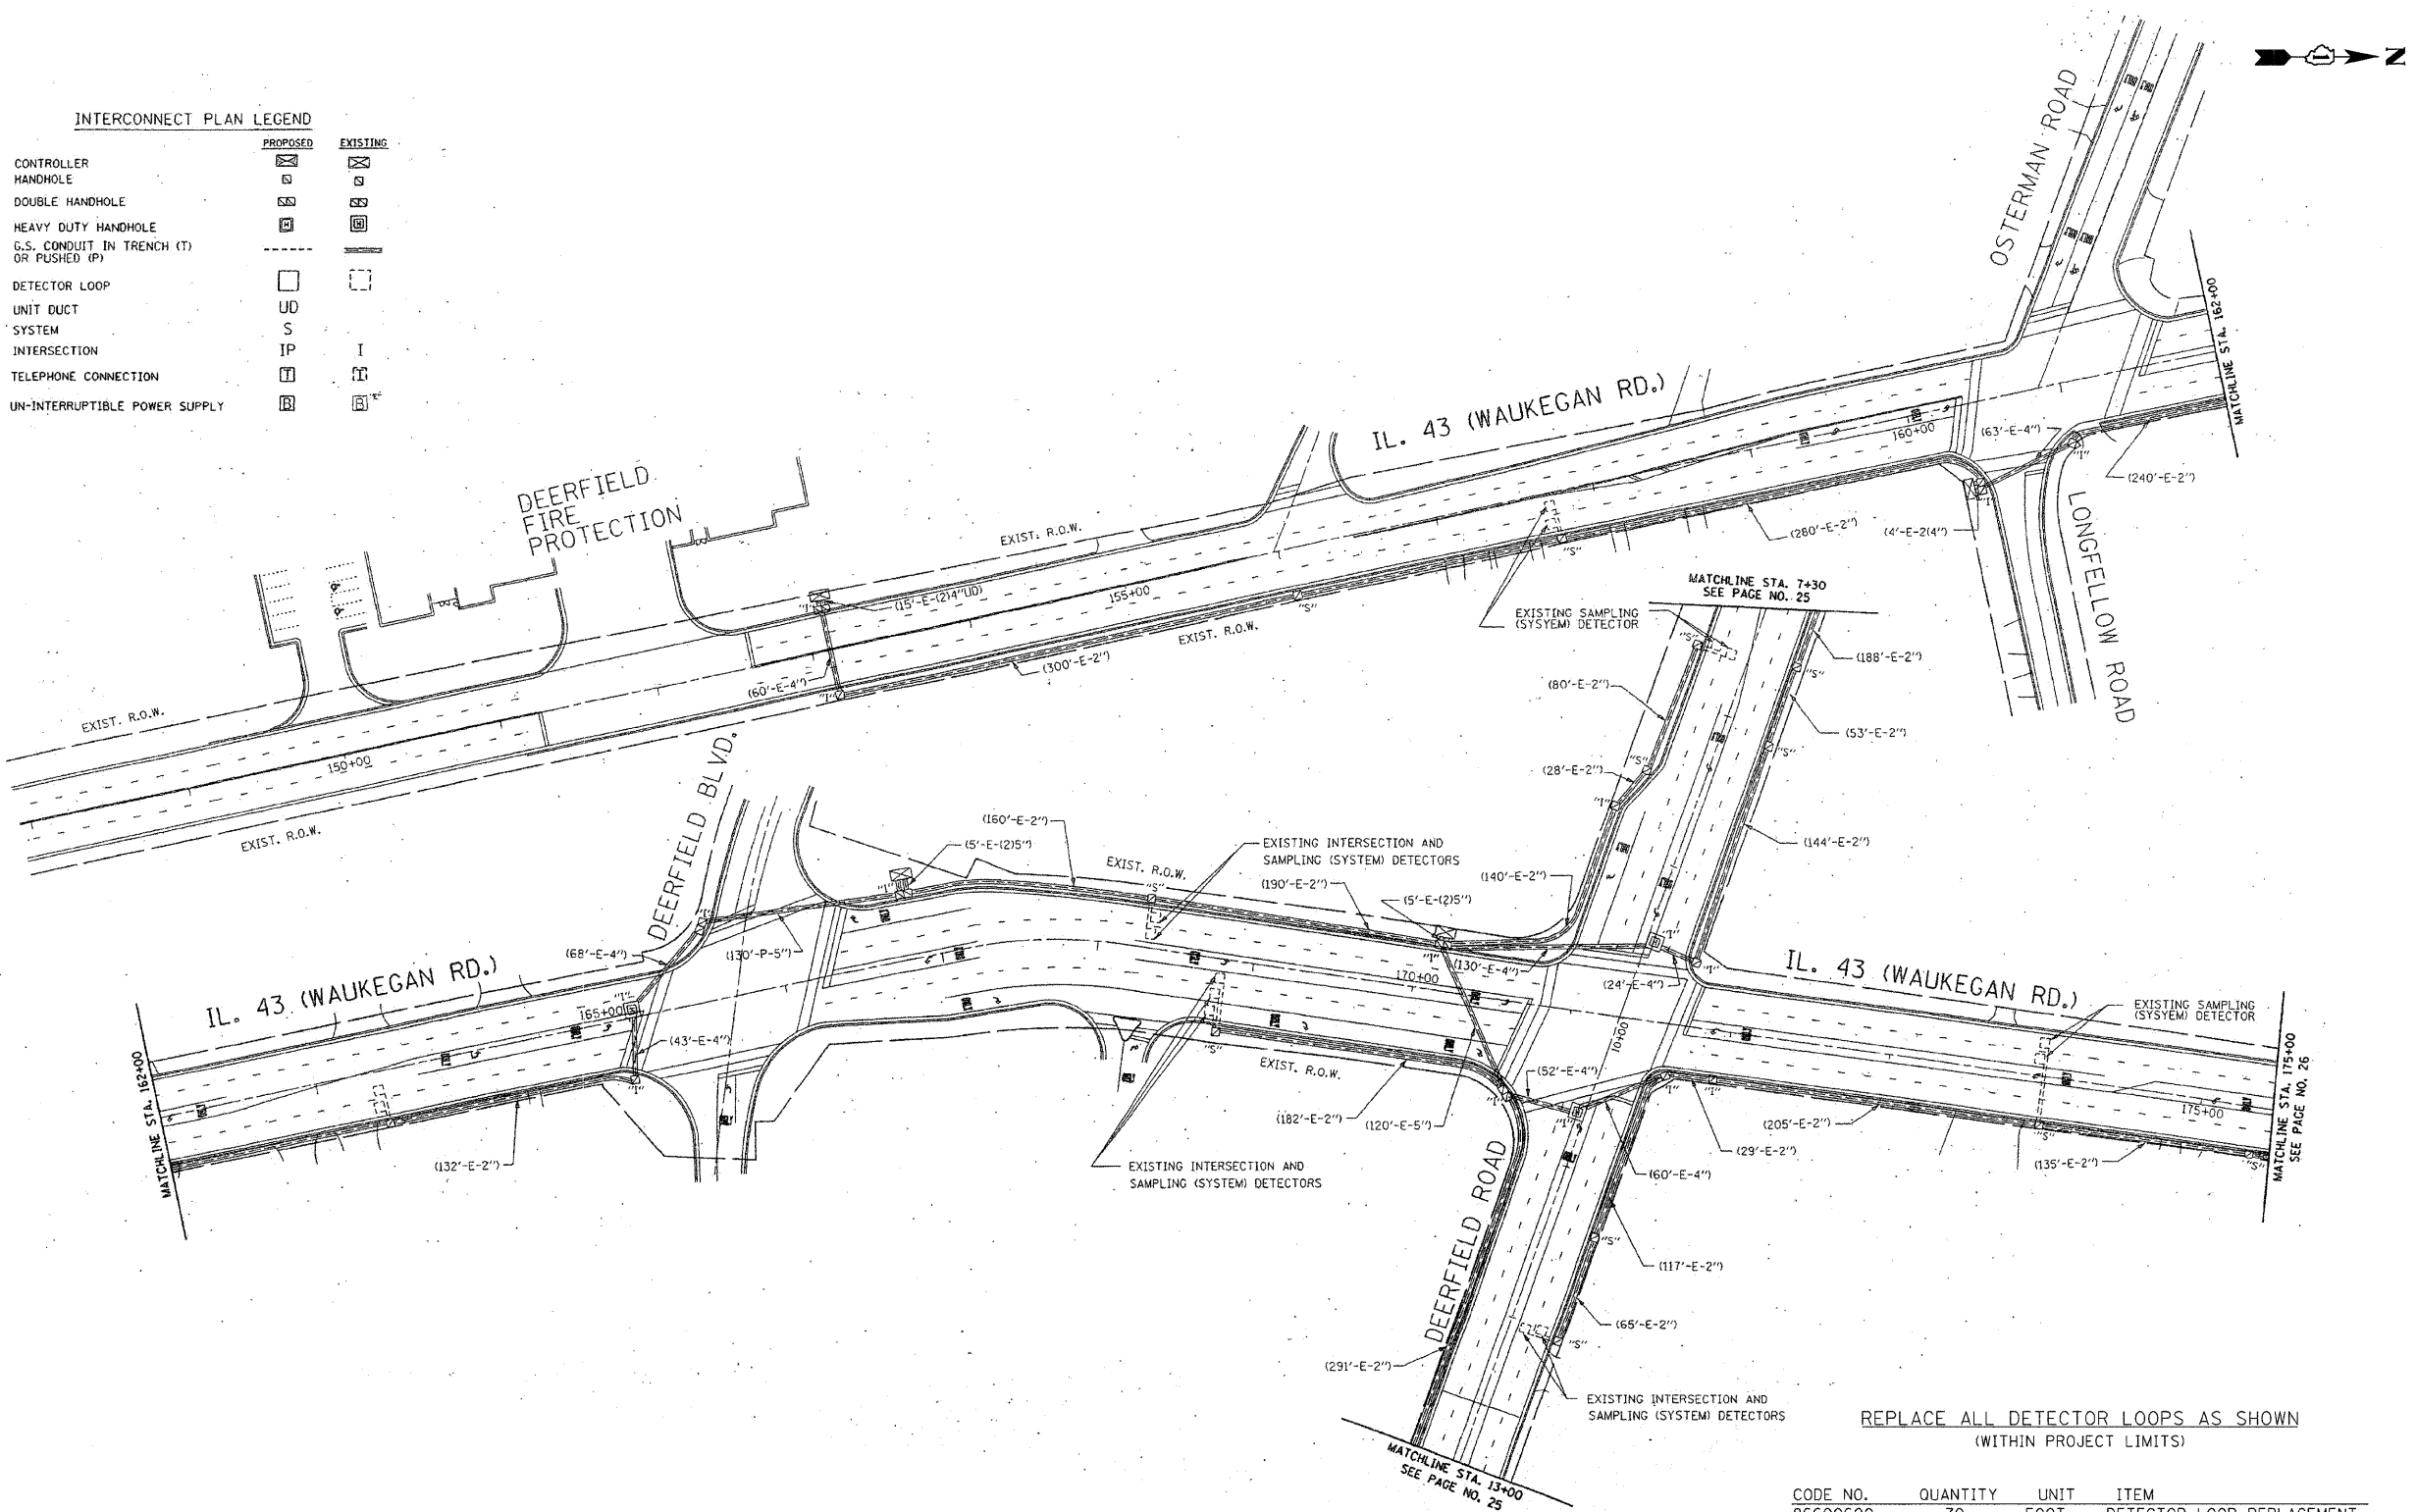 N
INTERCONNECT PLAN LEGEND
PROPOSED EXISTING
CONTROLLER
HANDHOLE
DOUBLE HANDHOLE
HEAVY DUTY HANDHOLE
G.S. CONDUIT IN TRENCH (T)
OR PUSHED (P)
DETECTOR LOOP
UNIT DUCT UD
SYSTEM S
INTERSECTION IP I
TELEPHONE CONNECTION T T
UN-INTERRUPTIBLE POWER SUPPLY B B
OSTERMAN ROAD
MATCHLINE STA. 162+00
IL. 43 (WAUKEGAN RD.)
160+00
(63'-E-4")
"I"
(240'-E-2")
LONGFELLOW ROAD
(4'-E-2(4")
(280'-E-2")
"S"
DEERFIELD
FIRE
PROTECTION
EXIST. R.O.W.
"I"
(15'-E-(2)4"UD)
155+00
"S"
EXIST. R.O.W.
(300'-E-2")
(60'-E-4")
"I"
EXIST. R.O.W.
150+00
EXIST. R.O.W.
MATCHLINE STA. 7+30
SEE PAGE NO. 25
EXISTING SAMPLING
(SYSYEM) DETECTOR
"S"
(188'-E-2")
"S"
(80'-E-2")
(53'-E-2")
"S"
"S"
(28'-E-2")
"I"
(144'-E-2")
DEERFIELD BLVD.
(160'-E-2")
(5'-E-(2)5")
"I"
EXISTING INTERSECTION AND
SAMPLING (SYSTEM) DETECTORS
EXIST. R.O.W.
"S"
(190'-E-2")
(140'-E-2")
(5'-E-(2)5")
"I"
"I"
"I"
(68'-E-4")
(130'-P-5")
(130'-E-4")
170+00
(24'-E-4")
IL. 43 (WAUKEGAN RD.)
IL. 43 (WAUKEGAN RD.)
EXISTING SAMPLING
(SYSYEM) DETECTOR
"I"
165+00
(43'-E-4")
"I"
10+00
"S"
EXIST. R.O.W.
(52'-E-4")
"I"
"I"
"I"
MATCHLINE STA. 162+00
(132'-E-2")
(182'-E-2")
(120'-E-5")
(205'-E-2")
(29'-E-2")
(60'-E-4")
175+00
"S"
(135'-E-2")
"S"
MATCHLINE STA. 175+00
SEE PAGE NO. 26
EXISTING INTERSECTION AND
SAMPLING (SYSTEM) DETECTORS
DEERFIELD ROAD
"S"
(117'-E-2")
(65'-E-2")
"S"
(291'-E-2")
EXISTING INTERSECTION AND
SAMPLING (SYSTEM) DETECTORS
MATCHLINE STA. 13+00
SEE PAGE NO. 25
REPLACE ALL DETECTOR LOOPS AS SHOWN
(WITHIN PROJECT LIMITS)
CODE NO. QUANTITY UNIT ITEM
FOOT DETECTOR LOOP REPLACEMENT